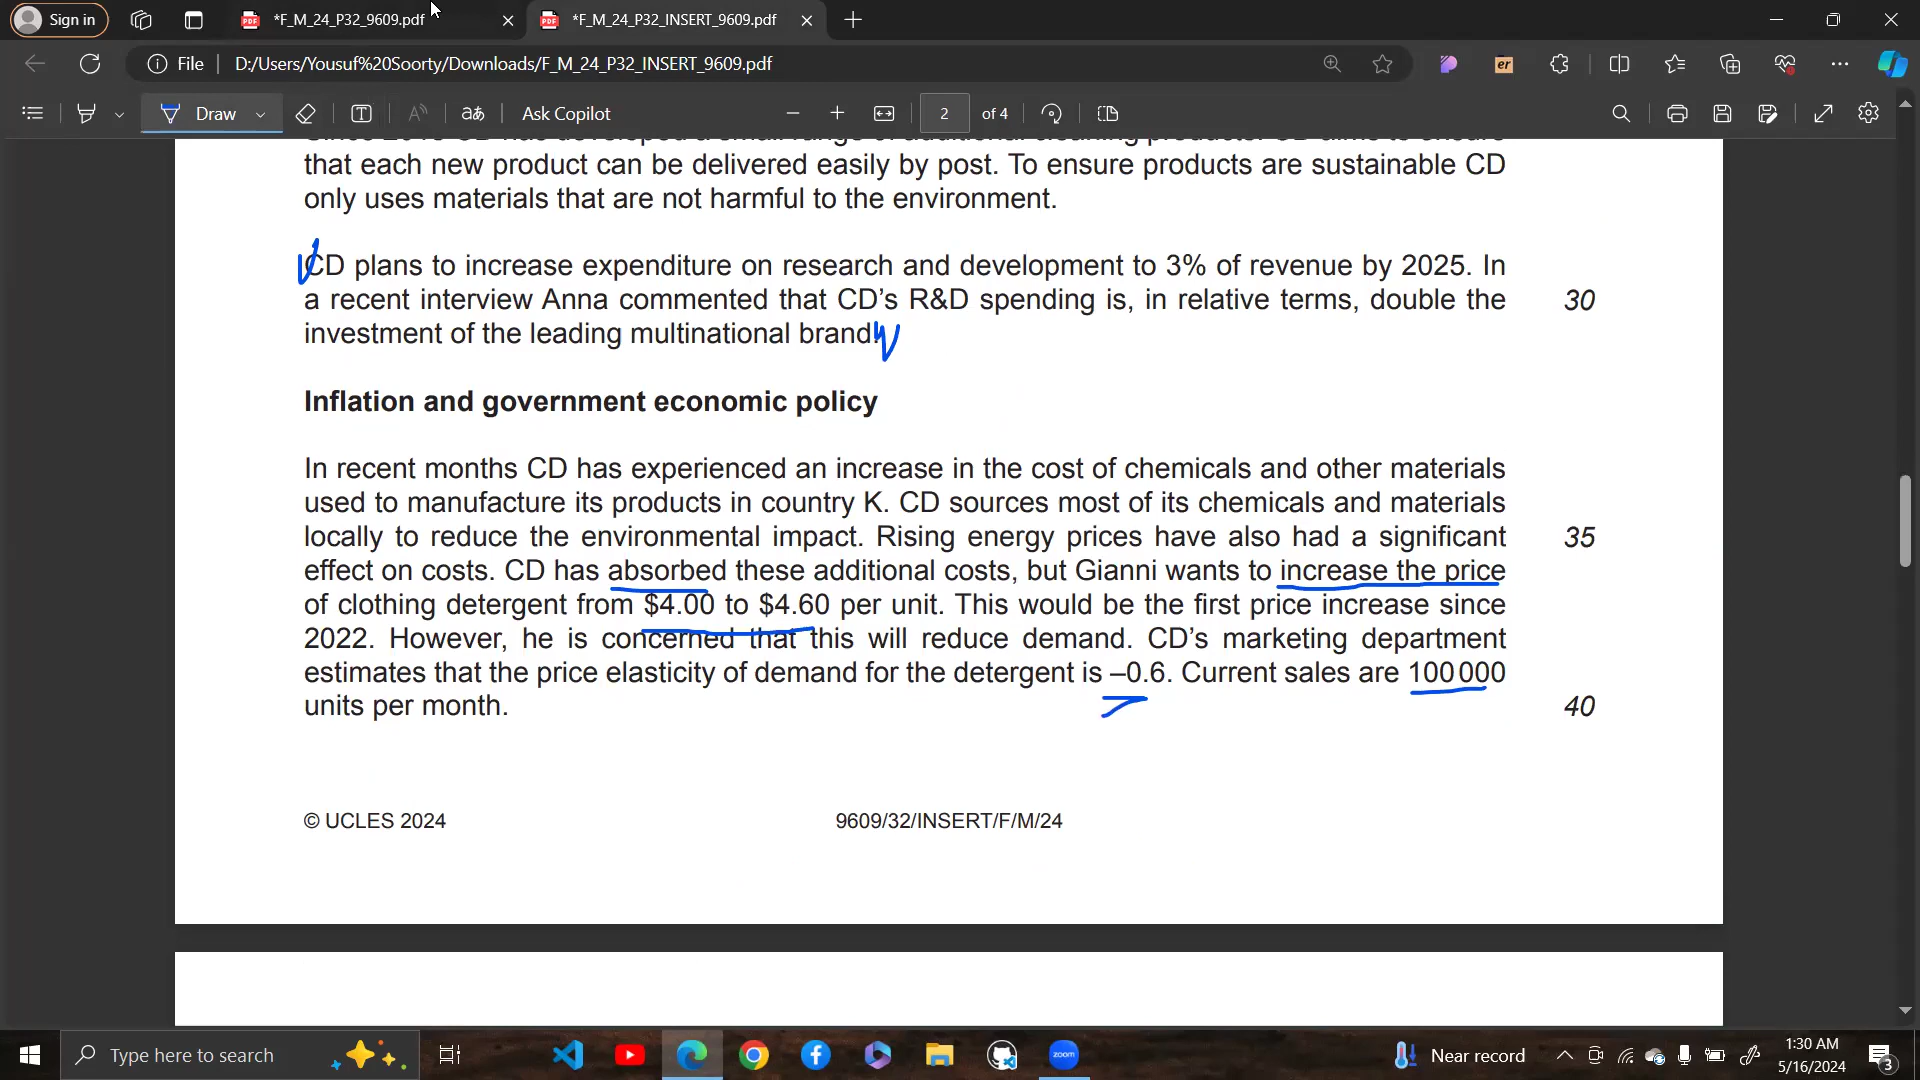 Sign in
*F_M_24_P32_9609.pdf
*F_M_24_P32_INSERT_9609.pdf
File
D:/Users/Yousuf%20Soorty/Downloads/F_M_24_P32_INSERT_9609.pdf
er
Draw
T
A
aあ
Ask Copilot
2
of 4
that each new product can be delivered easily by post. To ensure products are sustainable CD
only uses materials that are not harmful to the environment.
CD plans to increase expenditure on research and development to 3% of revenue by 2025. In
a recent interview Anna commented that CD's R&D spending is, in relative terms, double the
30
investment of the leading multinational brand.
Inflation and government economic policy
In recent months CD has experienced an increase in the cost of chemicals and other materials
used to manufacture its products in country K. CD sources most of its chemicals and materials
locally to reduce the environmental impact. Rising energy prices have also had a significant
35
effect on costs. CD has absorbed these additional costs, but Gianni wants to increase the price
of clothing detergent from $4.00 to $4.60 per unit. This would be the first price increase since
2022. However, he is concerned that this will reduce demand. CD's marketing department
estimates that the price elasticity of demand for the detergent is –0.6. Current sales are 100 000
units per month.
40
© UCLES 2024
9609/32/INSERT/F/M/24
Type here to search
zoom
Near record
1:30 AM
5/16/2024
3